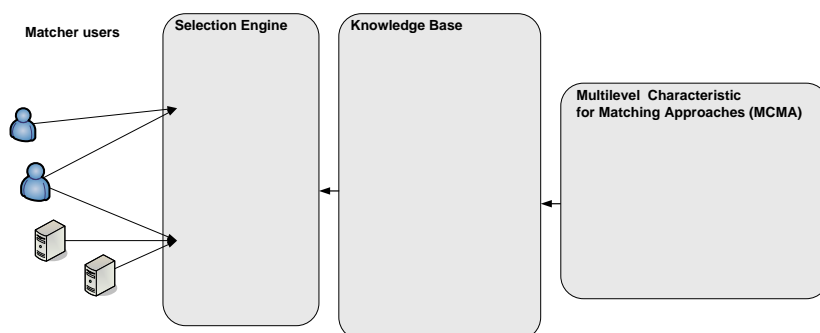 Matcher users
Selection Engine
Knowledge Base
Multilevel Characteristic
for Matching Approaches (MCMA)